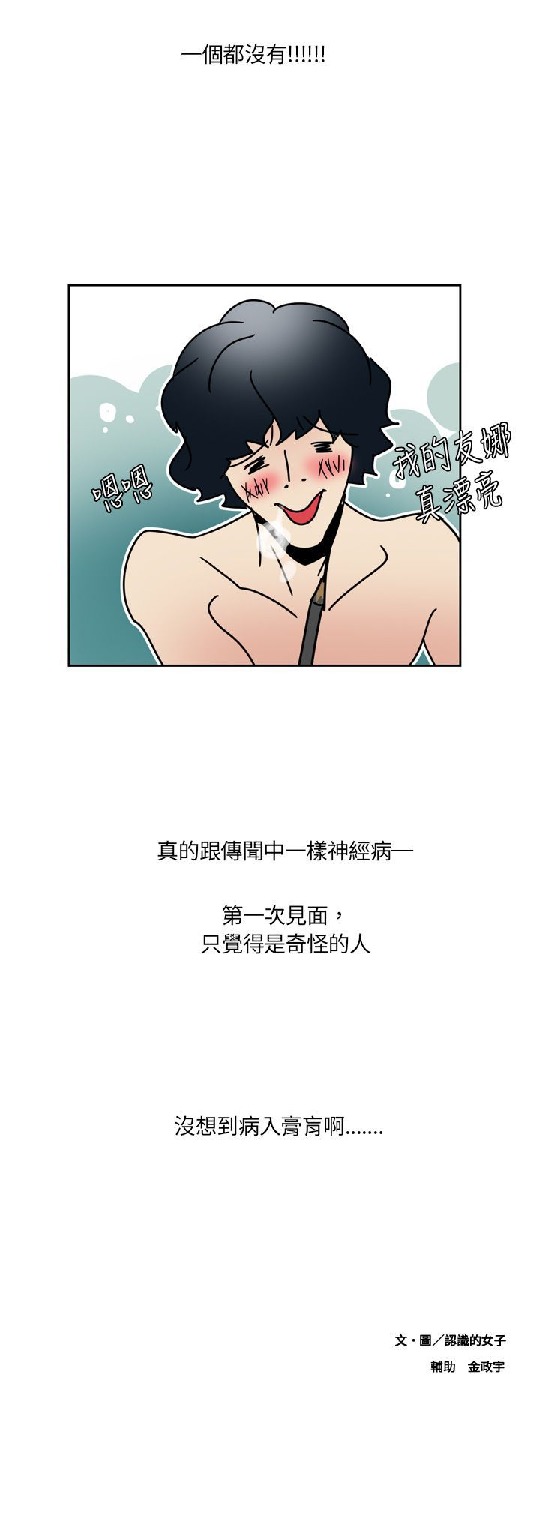 一個都沒有!!!!!!
嗯嗯
我的友娜
真漂亮
真的跟傳聞中一樣神經病─
第一次見面，
只覺得是奇怪的人
沒想到病入膏肓啊.......
文・圖／認識的女子
輔助　金政宇